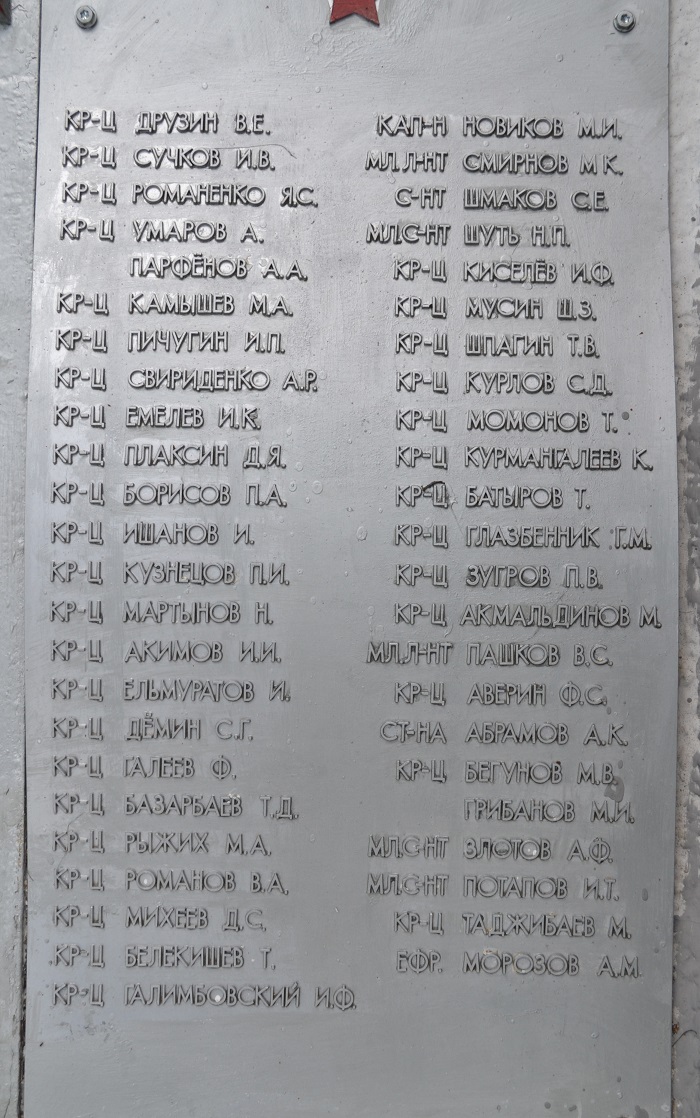 КР-Ц ДРУЗИН В.Е.
КР-Ц СУЧКОВ И.В.
КР-Ц РОМАНЕНКО Я.С.
КР-Ц УМАРОВ А.
ПАРФЁНОВ А.А.
КР-Ц КАМЫШЕВ М.А.
КР-Ц ПИЧУГИН И.П.
КР-Ц СВИРИДЕНКО А.Р.
КР-Ц ЕМЕЛЕВ И.К.
КР-Ц ПЛАКСИН Д.Я.
КР-Ц БОРИСОВ П.А.
КР-Ц ИШАНОВ И.
КР-Ц КУЗНЕЦОВ П.И.
КР-Ц МАРТЫНОВ Н.
КР-Ц АКИМОВ И.И.
КР-Ц ЕЛЬМУРАТОВ И.
КР-Ц ДЁМИН С.Г.
КР-Ц ГАЛЕЕВ Ф.
КР-Ц БАЗАРБАЕВ Т.Д.
КР-Ц РЫЖИХ М.А.
КР-Ц РОМАНОВ В.А.
КР-Ц МИХЕЕВ Д.С.
КР-Ц БЕЛЕКИШЕВ Т.
КР-Ц ГАЛИМБОВСКИЙ И.Ф.
КАП-Н НОВИКОВ М.И.
МЛ.Л-НТ СМИРНОВ М К.
С-НТ ШМАКОВ С.Е.
МЛ.С-НТ ШУТЬ Н.П.
КР-Ц КИСЕЛЁВ И.Ф.
КР-Ц МУСИН Ш.З.
КР-Ц ШПАГИН Т.В.
КР-Ц КУРЛОВ С.Д.
КР-Ц МОМОНОВ Т.
КР-Ц КУРМАНГАЛЕЕВ К.
КР-Ц БАТЫРОВ Т.
КР-Ц ГЛАЗБЕННИК Г.М.
КР-Ц ЗУГРОВ П.В.
КР-Ц АКМАЛЬДИНОВ М.
МЛ.Л-НТ ПАШКОВ В.С.
КР-Ц АВЕРИН Ф.С.
СТ-НА АБРАМОВ А.К.
КР-Ц БЕГУНОВ М.В.
ГРИБАНОВ М.И.
МЛ.С-НТ ЗЛОТОВ А.Ф.
МЛ.С-НТ ПОТАПОВ И.Т.
КР-Ц ТАДЖИБАЕВ М.
ЕФР. МОРОЗОВ А.М.